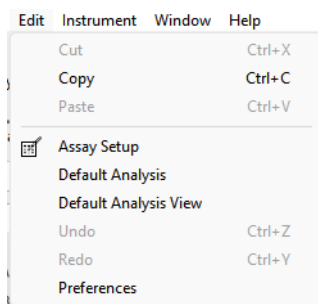 Edit Instrument Window Help
Cut Ctrl+X
Copy Ctrl+C
Paste Ctrl+V
Assay Setup
Default Analysis
Default Analysis View
Undo Ctrl+Z
Redo Ctrl+Y
Preferences